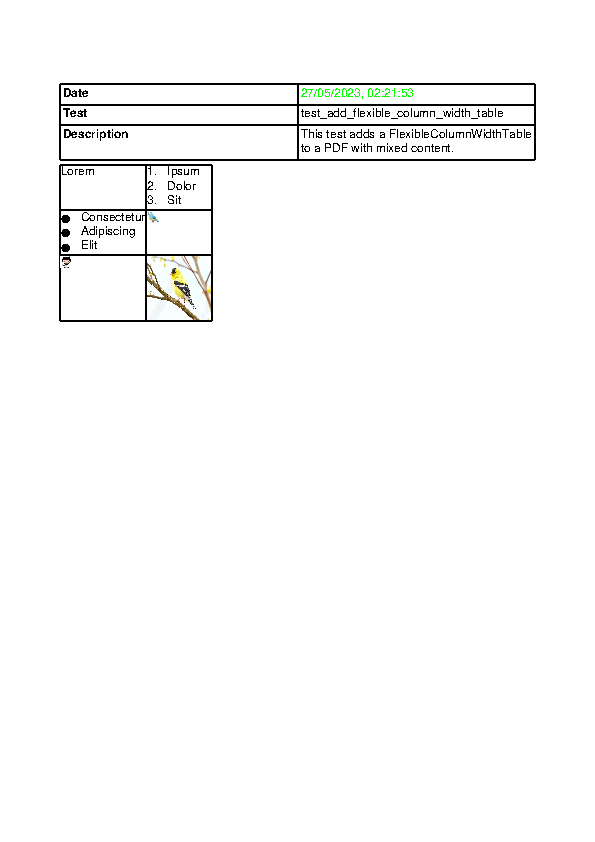 Date 27/05/2023, 02:21:53
Test test_add_flexible_column_width_table
Description This test adds a FlexibleColumnWidthTable
to a PDF with mixed content.
Lorem 1. Ipsum
2. Dolor
3. Sit
● Consectetur
● Adipiscing
● Elit